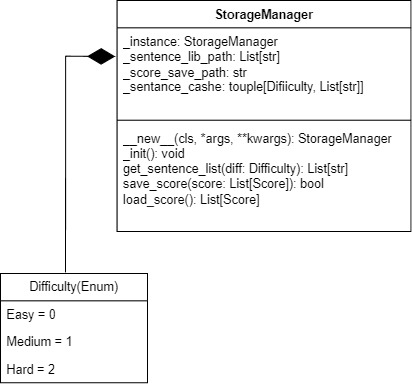 StorageManager
_instance: StorageManager
_sentence_lib_path: List[str]
_score_save_path: str
_sentance_cashe: touple[Difiiculty, List[str]]
__new__(cls, *args, **kwargs): StorageManager
_init(): void
get_sentence_list(diff: Difficulty): List[str]
save_score(score: List[Score]): bool
load_score(): List[Score]
Difficulty(Enum)
Easy = 0
Medium = 1
Hard = 2